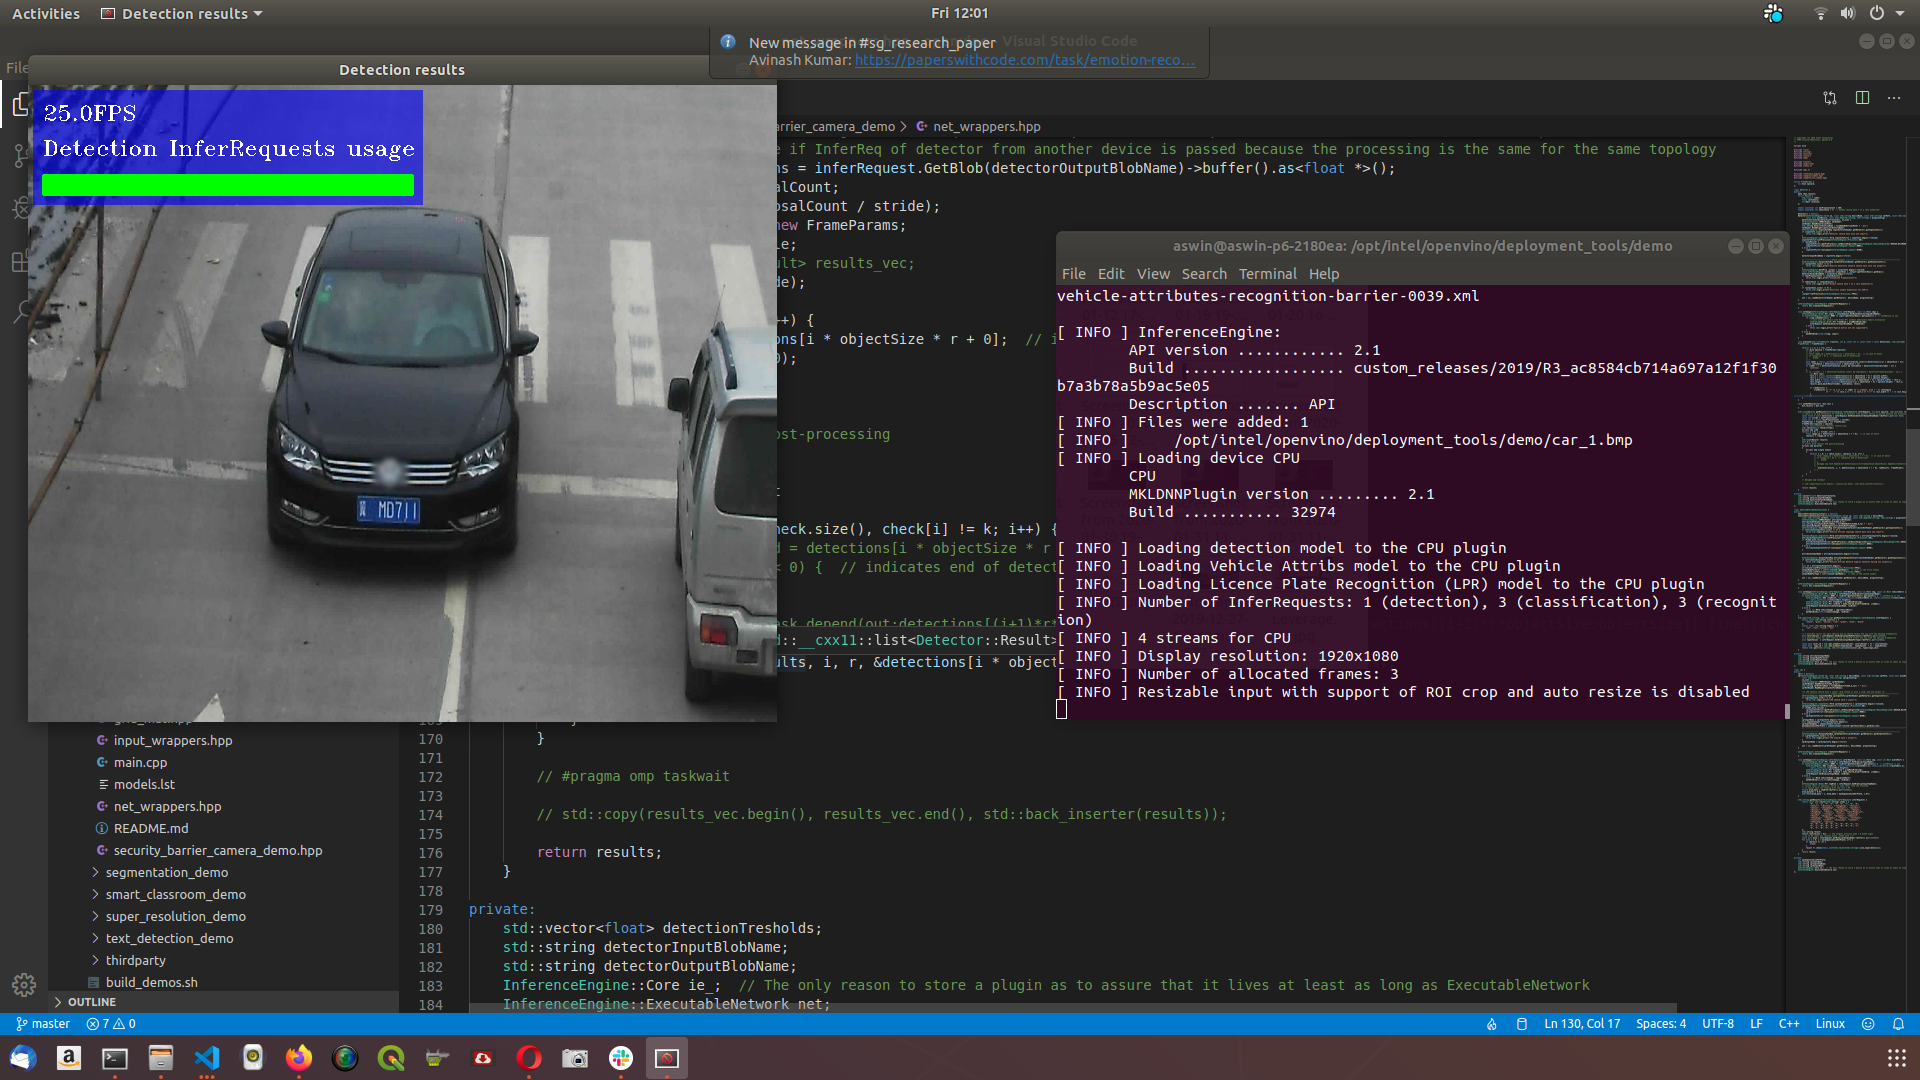 Activities
Detection results
Fri 12:01
New message in #sg_research_paper
- Visual Studio Code
Avinash Kumar: https://paperswithcode.com/task/emotion-reco...
File
Detection results
25.0FPS
Detection InferRequests usage
MD711
arrier_camera_demo > net_wrappers.hpp
e if InferReq of detector from another device is passed because the processing is the same for the same topology
ns = inferRequest.GetBlob(detectorOutputBlobName)->buffer().as<float *>();
alCount;
osalCount / stride);
new FrameParams;
le;
ult> results_vec;
de);
++) {
ns[i * objectSize * r + 0];  // i
0);
ost-processing
heck.size(), check[i] != k; i++) {
d = detections[i * objectSize * r
< 0) {  // indicates end of detect
ask depend(out:detections[(i+1)*r*
d::__cxx11::list<Detector::Result>
ults, i, r, &detections[i * object
aswin@aswin-p6-2180ea: /opt/intel/openvino/deployment_tools/demo
File Edit View Search Terminal Help
vehicle-attributes-recognition-barrier-0039.xml
[ INFO ] InferenceEngine:
API version ............ 2.1
Build .................. custom_releases/2019/R3_ac8584cb714a697a12f1f30
b7a3b78a5b9ac5e05
Description ....... API
[ INFO ] Files were added: 1
[ INFO ]     /opt/intel/openvino/deployment_tools/demo/car_1.bmp
[ INFO ] Loading device CPU
CPU
MKLDNNPlugin version ......... 2.1
Build ........... 32974
[ INFO ] Loading detection model to the CPU plugin
[ INFO ] Loading Vehicle Attribs model to the CPU plugin
[ INFO ] Loading Licence Plate Recognition (LPR) model to the CPU plugin
[ INFO ] Number of InferRequests: 1 (detection), 3 (classification), 3 (recognit
ion)
[ INFO ] 4 streams for CPU
[ INFO ] Display resolution: 1920x1080
[ INFO ] Number of allocated frames: 3
[ INFO ] Resizable input with support of ROI crop and auto resize is disabled
input_wrappers.hpp
main.cpp
models.lst
net_wrappers.hpp
README.md
security_barrier_camera_demo.hpp
segmentation_demo
smart_classroom_demo
super_resolution_demo
text_detection_demo
thirdparty
build_demos.sh
OUTLINE
170 }
171
172 // #pragma omp taskwait
173
174 // std::copy(results_vec.begin(), results_vec.end(), std::back_inserter(results));
175
176 return results;
177 }
178
179 private:
180 std::vector<float> detectionTresholds;
181 std::string detectorInputBlobName;
182 std::string detectorOutputBlobName;
183 InferenceEngine::Core ie_;  // The only reason to store a plugin as to assure that it lives at least as long as ExecutableNetwork
184 InferenceEngine::ExecutableNetwork net;
master
7 0
Ln 130, Col 17
Spaces: 4
UTF-8
LF
C++
Linux